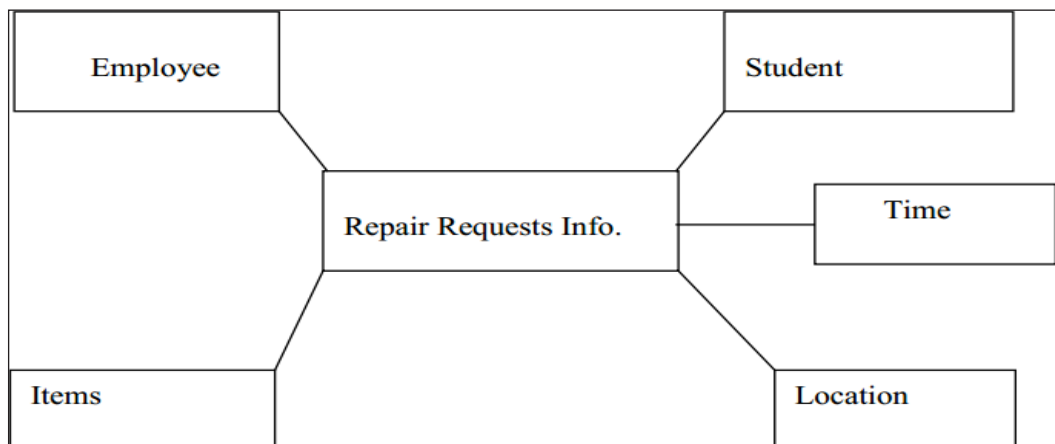 Employee
Student
Repair Requests Info.
Time
Items
Location